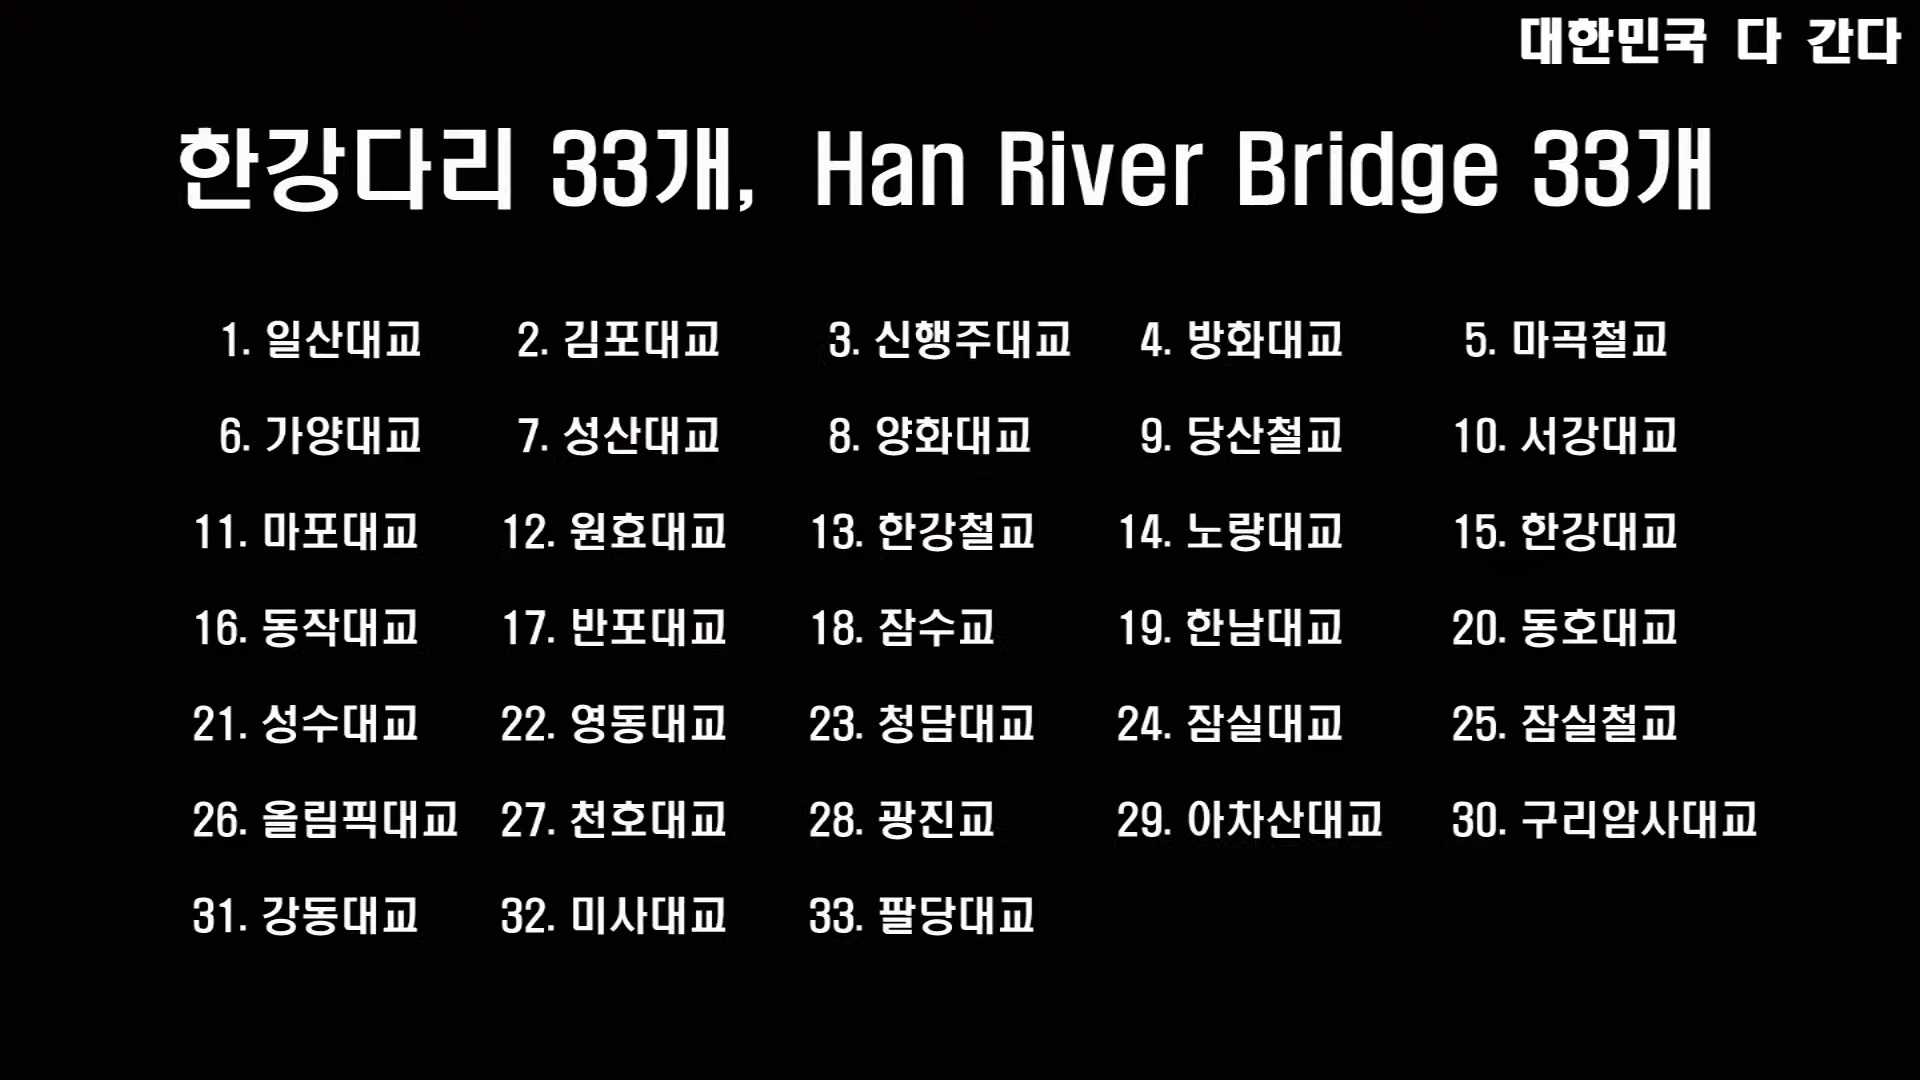 대한민국 다 간다
한강다리 33개, Han River Bridge 33개
1. 일산대교 2. 김포대교 3. 신행주대교 4. 방화대교 5. 마곡철교
6. 가양대교 7. 성산대교 8. 양화대교 9. 당산철교 10. 서강대교
11. 마포대교 12. 원효대교 13. 한강철교 14. 노량대교 15. 한강대교
16. 동작대교 17. 반포대교 18. 잠수교 19. 한남대교 20. 동호대교
21. 성수대교 22. 영동대교 23. 청담대교 24. 잠실대교 25. 잠실철교
26. 올림픽대교 27. 천호대교 28. 광진교 29. 아차산대교 30. 구리암사대교
31. 강동대교 32. 미사대교 33. 팔당대교